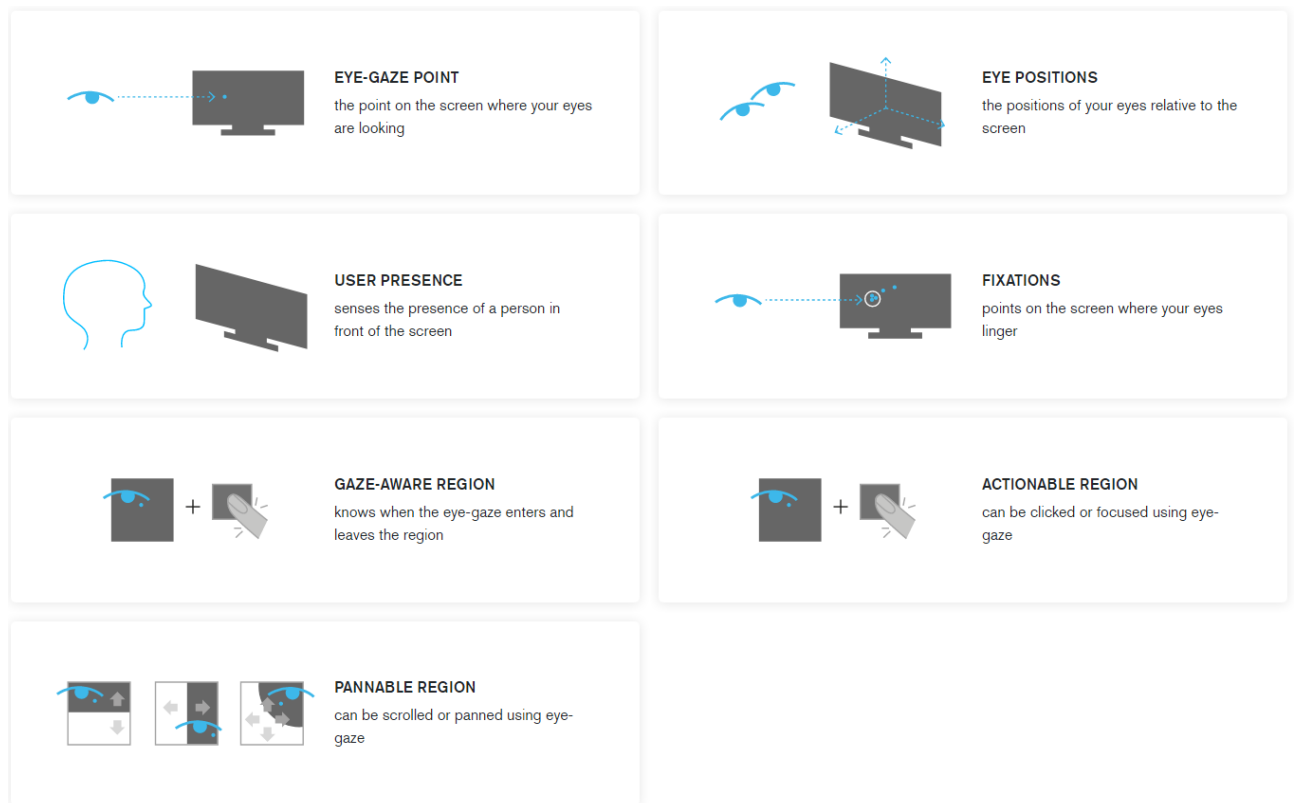 EYE-GAZE POINT
the point on the screen where your eyes
are looking
EYE POSITIONS
the positions of your eyes relative to the
screen
USER PRESENCE
senses the presence of a person in
front of the screen
FIXATIONS
points on the screen where your eyes
linger
GAZE-AWARE REGION
knows when the eye-gaze enters and
leaves the region
ACTIONABLE REGION
can be clicked or focused using eye-
gaze
PANNABLE REGION
can be scrolled or panned using eye-
gaze